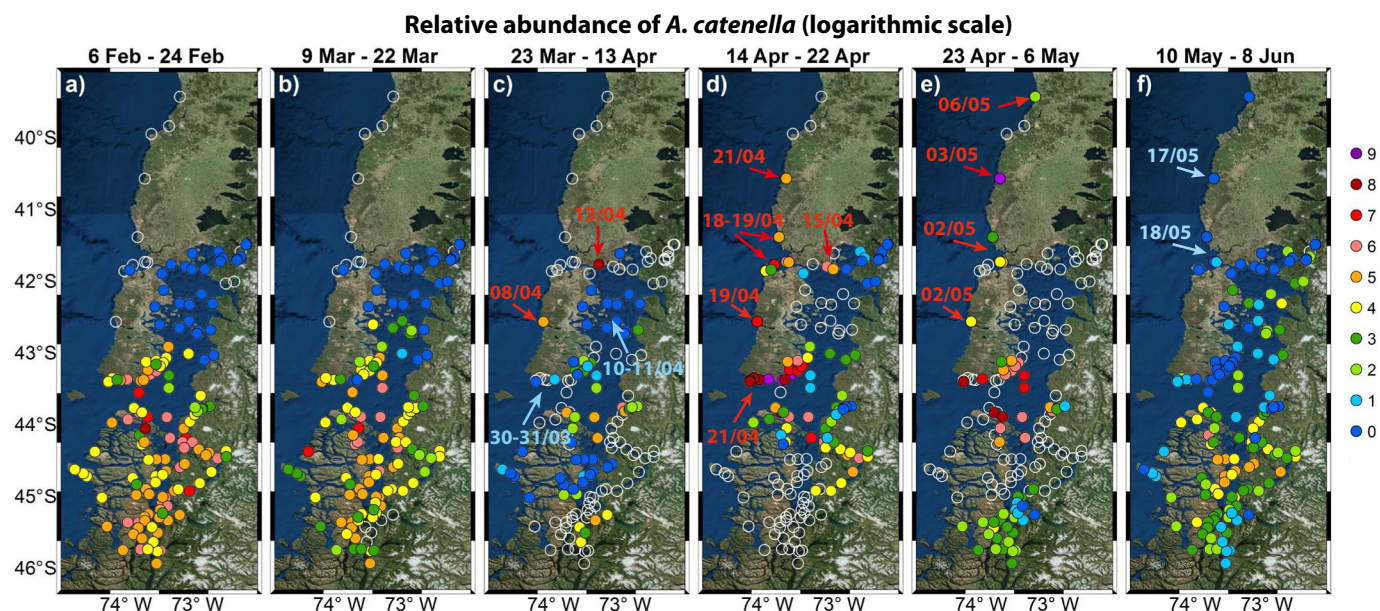 Relative abundance of A. catenella (logarithmic scale)
6 Feb - 24 Feb
9 Mar - 22 Mar
23 Mar - 13 Apr
14 Apr - 22 Apr
23 Apr - 6 May
10 May - 8 Jun
a)
b)
c)
d)
e)
f)
40°S
41°S
42°S
43°S
44°S
45°S
46°S
13/04
08/04
10-11/04
30-31/03
21/04
18-19/04
15/04
19/04
21/04
06/05
03/05
02/05
02/05
17/05
18/05
9
8
7
6
5
4
3
2
1
0
74° W 73° W
74° W 73° W
74° W 73° W
74° W 73° W
74° W 73° W
74° W 73° W